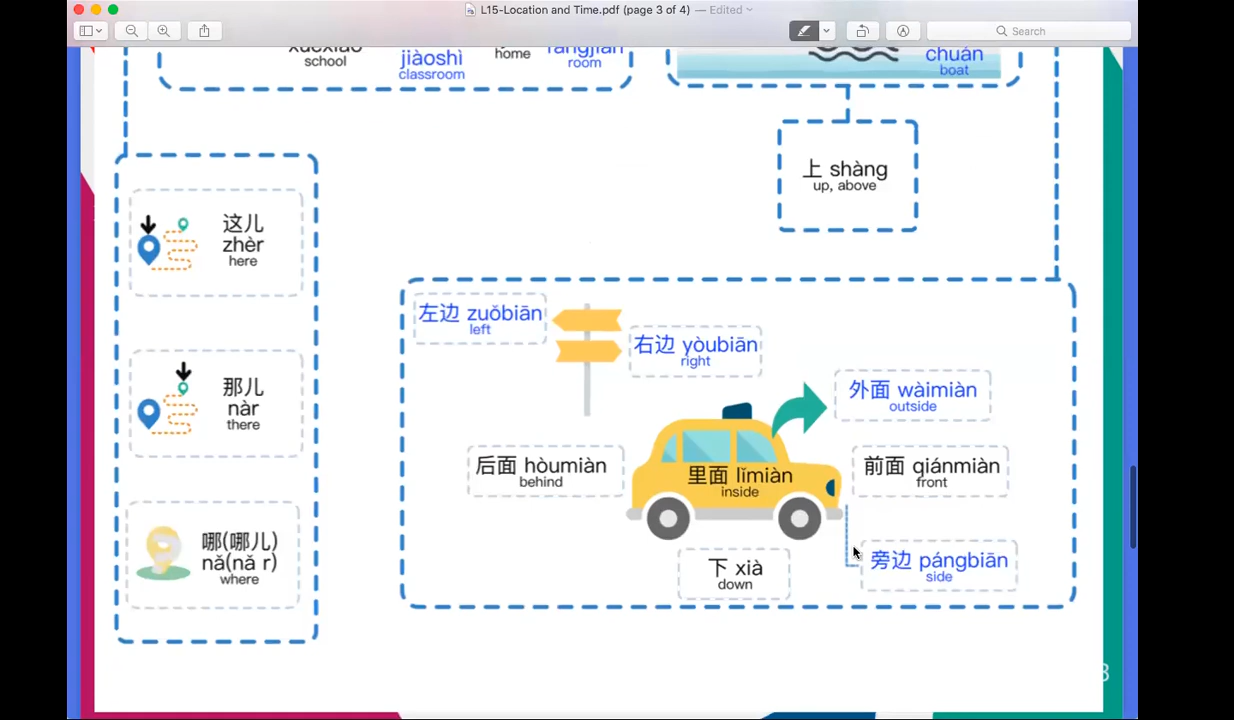 L15-Location and Time.pdf (page 3 of 4) — Edited
Search
xuéxiào
school
jiàoshì
classroom
home
fángjiān
room
chuán
boat
上 shàng
up, above
这儿
zhèr
here
那儿
nàr
there
哪(哪儿)
nǎ(nǎ r)
where
左边 zuǒbiān
left
右边 yòubiān
right
外面 wàimiàn
outside
后面 hòumiàn
behind
里面 lǐmiàn
inside
前面 qiánmiàn
front
下 xià
down
旁边 pángbiān
side